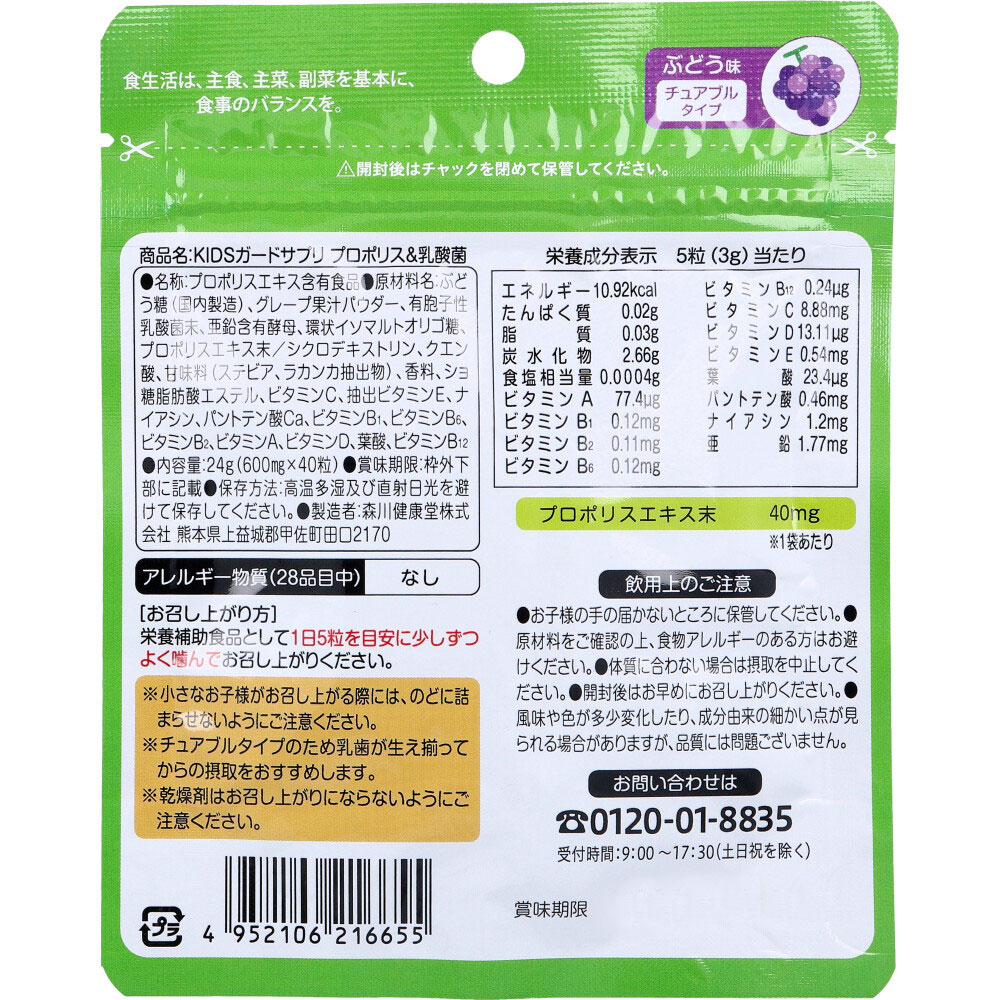 食生活は、主食、主菜、副菜を基本に、
食事のバランスを。
ぶどう味
チュアブル
タイプ
⚠開封後はチャックを閉めて保管してください。
商品名:KIDSガードサプリ プロポリス&乳酸菌
●名称:プロポリスエキス含有食品●原材料名:ぶど
う糖(国内製造)、グレープ果汁パウダー、有胞子性
乳酸菌末、亜鉛含有酵母、環状イソマルトオリゴ糖、
プロポリスエキス末/シクロデキストリン、クエン
酸、甘味料(ステビア、ラカンカ抽出物)、香料、ショ
糖脂肪酸エステル、ビタミンC、抽出ビタミンE、ナ
イアシン、パントテン酸Ca、ビタミンB1、ビタミンB6、
ビタミンB2、ビタミンA、ビタミンD、葉酸、ビタミンB12
●内容量:24g(600mg×40粒)●賞味期限:枠外下
部に記載●保存方法:高温多湿及び直射日光を避
けて保存してください。●製造者:森川健康堂株式
会社 熊本県上益城郡甲佐町田口2170
アレルギー物質(28品目中) なし
[お召し上がり方]
栄養補助食品として1日5粒を目安に少しずつ
よく噛んでお召し上がりください。
※小さなお子様がお召し上がる際には、のどに詰
まらせないようにご注意ください。
※チュアブルタイプのため乳歯が生え揃って
からの摂取をおすすめします。
※乾燥剤はお召し上がりにならないようにご
注意ください。
プラ
4 952106 216655
栄養成分表示 5粒(3g)当たり
エネルギー 10.92kcal
たんぱく質 0.02g
脂質 0.03g
炭水化物 2.66g
食塩相当量 0.0004g
ビタミン A 77.4μg
ビタミン B1 0.12mg
ビタミン B2 0.11mg
ビタミン B6 0.12mg
ビタミン B12 0.24μg
ビタミン C 8.88mg
ビタミン D 13.11μg
ビタミン E 0.54mg
葉酸 23.4μg
パントテン酸 0.46mg
ナイアシン 1.2mg
亜鉛 1.77mg
プロポリスエキス末 40mg
※1袋あたり
飲用上のご注意
●お子様の手の届かないところに保管してください。●
原材料をご確認の上、食物アレルギーのある方はお避
けください。●体質に合わない場合は摂取を中止してく
ださい。●開封後はお早めにお召し上がりください。●
風味や色が多少変化したり、成分由来の細かい点が見
られる場合がありますが、品質には問題ございません。
お問い合わせは
☎0120-01-8835
受付時間:9:00〜17:30(土日祝を除く)
賞味期限